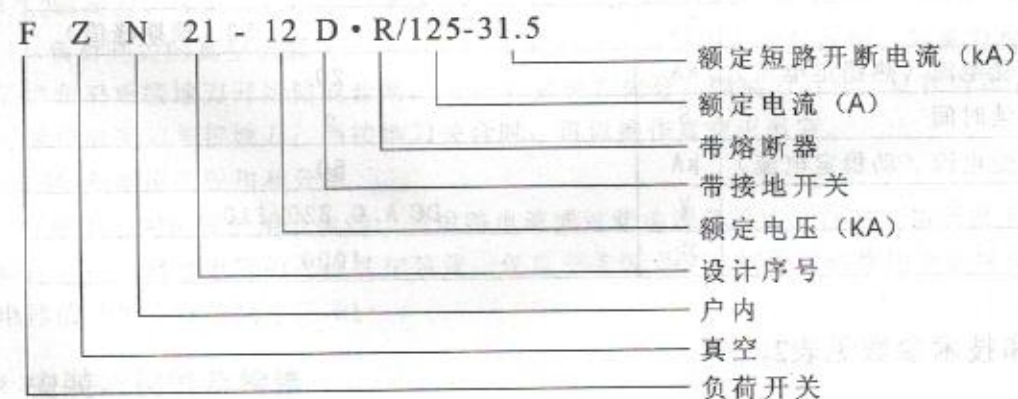 F Z N 21 - 12 D • R/125-31.5
额定短路开断电流（kA）
额定电流（A）
带熔断器
带接地开关
额定电压（KA）
设计序号
户内
真空
负荷开关